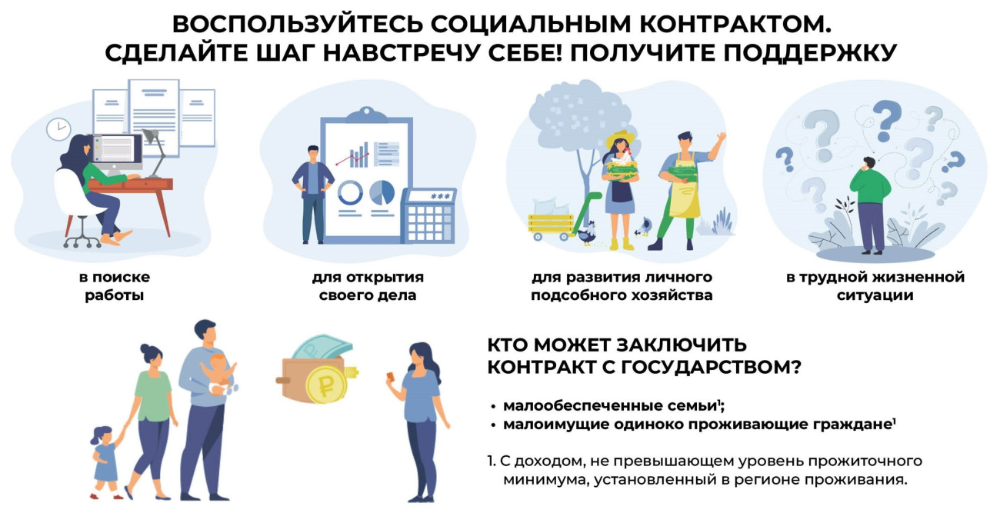 ВОСПОЛЬЗУЙТЕСЬ СОЦИАЛЬНЫМ КОНТРАКТОМ.
СДЕЛАЙТЕ ШАГ НАВСТРЕЧУ СЕБЕ! ПОЛУЧИТЕ ПОДДЕРЖКУ
в поиске
работы
для открытия
своего дела
для развития личного
подсобного хозяйства
в трудной жизненной
ситуации
КТО МОЖЕТ ЗАКЛЮЧИТЬ
КОНТРАКТ С ГОСУДАРСТВОМ?
• малообеспеченные семьи¹;
• малоимущие одиноко проживающие граждане¹
1. С доходом, не превышающем уровень прожиточного
минимума, установленный в регионе проживания.